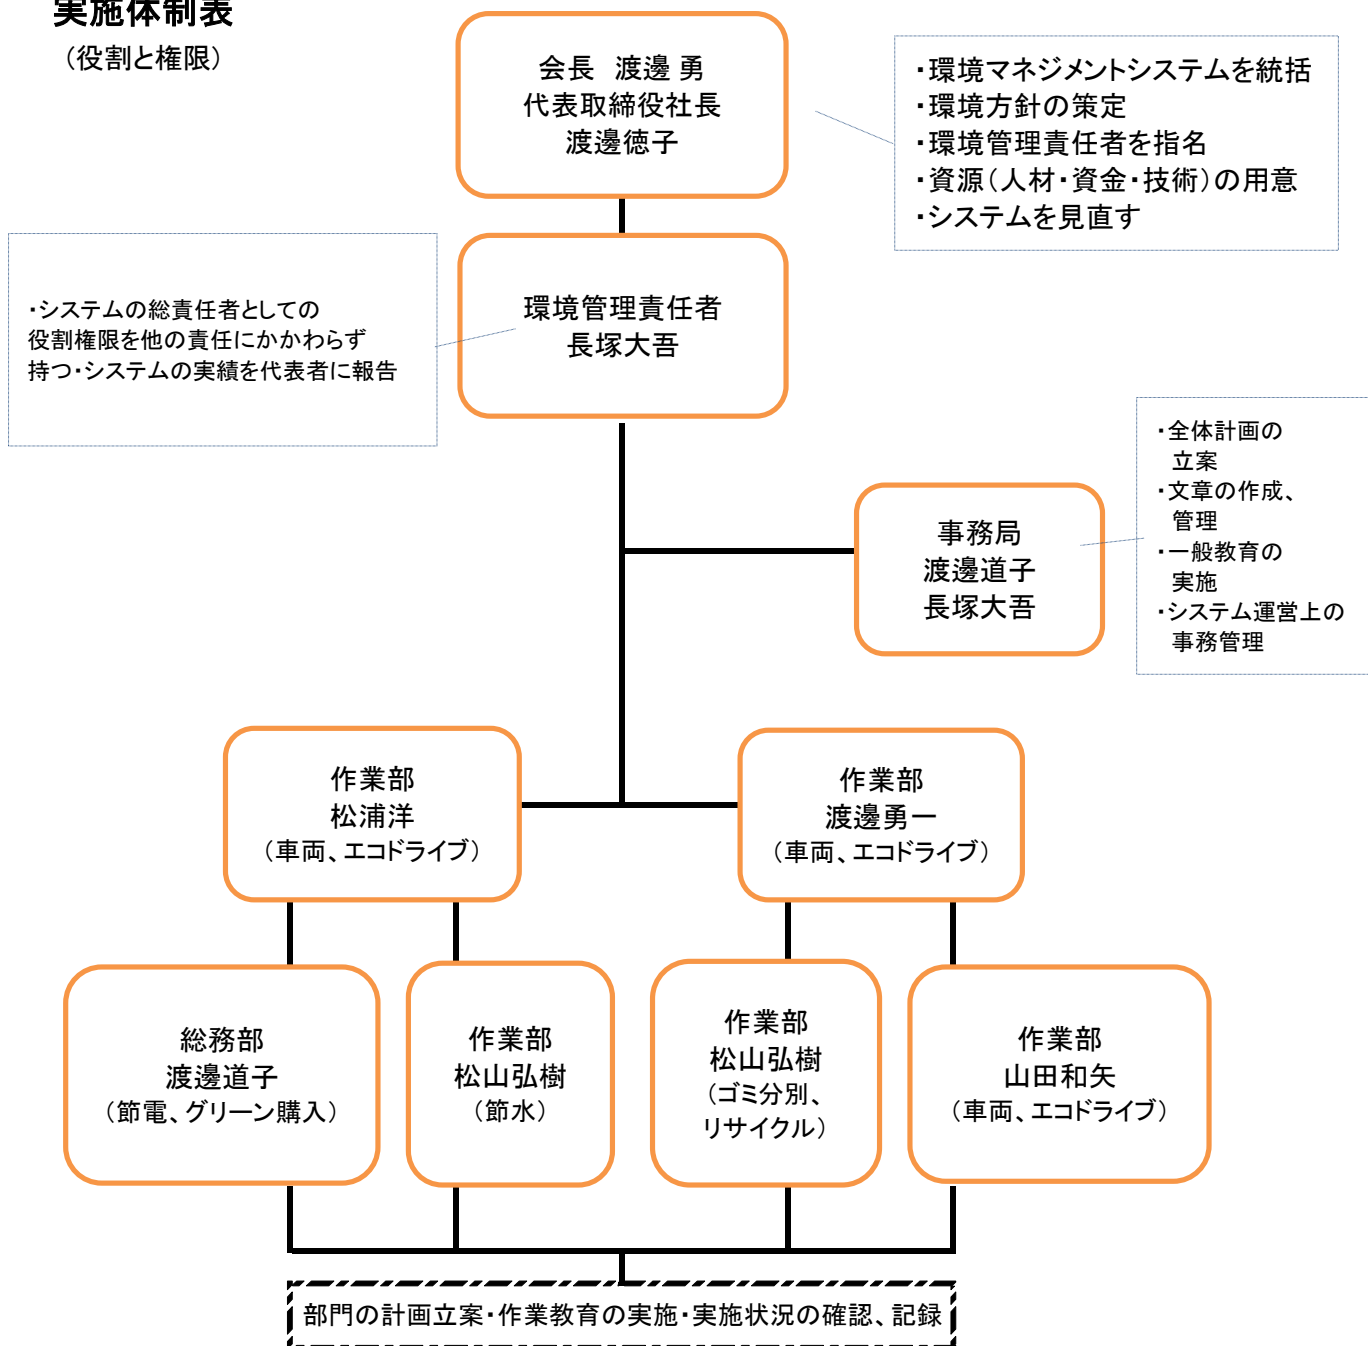 実施体制表
（役割と権限）
会長　渡邊 勇
代表取締役社長
渡邊徳子
・環境マネジメントシステムを統括
・環境方針の策定
・環境管理責任者を指名
・資源（人材・資金・技術）の用意
・システムを見直す
・システムの総責任者としての
役割権限を他の責任にかかわらず
持つ・システムの実績を代表者に報告
環境管理責任者
長塚大吾
・全体計画の
立案
・文章の作成、
管理
・一般教育の
実施
・システム運営上の
事務管理
事務局
渡邊道子
長塚大吾
作業部
松浦洋
（車両、エコドライブ）
作業部
渡邊勇一
（車両、エコドライブ）
総務部
渡邊道子
（節電、グリーン購入）
作業部
松山弘樹
（節水）
作業部
松山弘樹
（ゴミ分別、
リサイクル）
作業部
山田和矢
（車両、エコドライブ）
部門の計画立案・作業教育の実施・実施状況の確認、記録